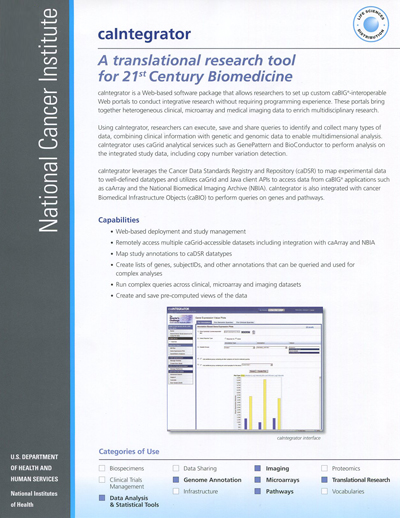 National Cancer Institute
LIFE SCIENCES
DISTRIBUTION
caIntegrator
A translational research tool
for 21st Century Biomedicine
caIntegrator is a Web-based software package that allows researchers to set up custom caBIG®-interoperable
Web portals to conduct integrative research without requiring programming experience. These portals bring
together heterogeneous clinical, microarray and medical imaging data to enrich multidisciplinary research.
Using caIntegrator, researchers can execute, save and share queries to identify and collect many types of
data, combining clinical information with genetic and genomic data to enable multidimensional analysis.
caIntegrator uses caGrid analytical services such as GenePattern and BioConductor to perform analysis on
the integrated study data, including copy number variation detection.
caIntegrator leverages the Cancer Data Standards Registry and Repository (caDSR) to map experimental data
to well-defined datatypes and utilizes caGrid and Java client APIs to access data from caBIG® applications such
as caArray and the National Biomedical Imaging Archive (NBIA). caIntegrator is also integrated with cancer
Biomedical Infrastructure Objects (caBIO) to perform queries on genes and pathways.
Capabilities
• Web-based deployment and study management
• Remotely access multiple caGrid-accessible datasets including integration with caArray and NBIA
• Map study annotations to caDSR datatypes
• Create lists of genes, subjectIDs, and other annotations that can be queried and used for
complex analyses
• Run complex queries across clinical, microarray and imaging datasets
• Create and save pre-computed views of the data
caIntegrator interface
Categories of Use
Biospecimens
Clinical Trials
Management
Data Analysis
& Statistical Tools
Data Sharing
Genome Annotation
Infrastructure
Imaging
Microarrays
Pathways
Proteomics
Translational Research
Vocabularies
U.S. DEPARTMENT
OF HEALTH AND
HUMAN SERVICES
National Institutes
of Health